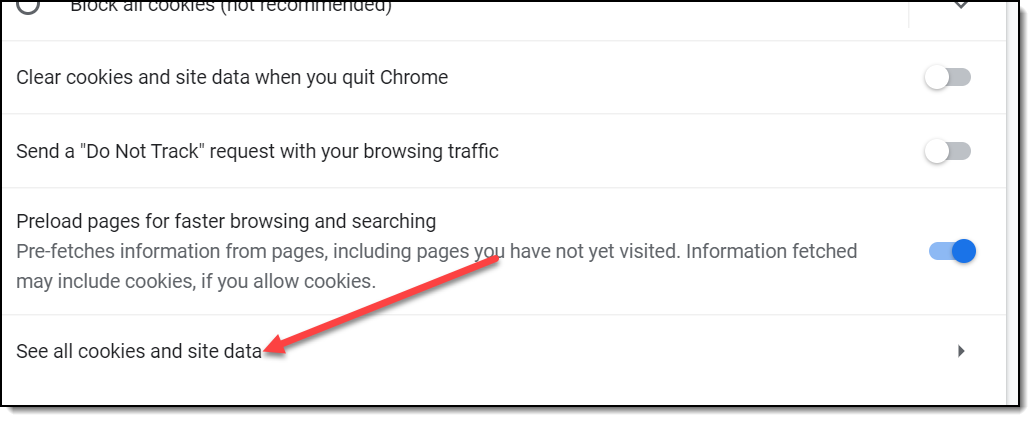 Block all cookies (not recommended)
Clear cookies and site data when you quit Chrome
Send a "Do Not Track" request with your browsing traffic
Preload pages for faster browsing and searching
Pre-fetches information from pages, including pages you have not yet visited. Information fetched
may include cookies, if you allow cookies.
See all cookies and site data